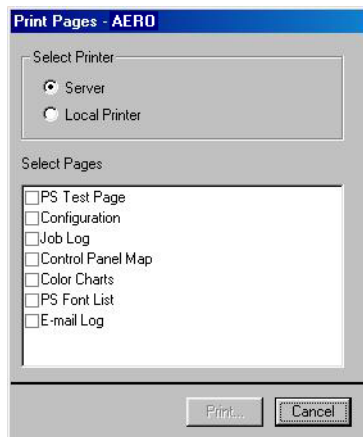 Print Pages - AERO
Select Printer
Server
Local Printer
Select Pages
PS Test Page
Configuration
Job Log
Control Panel Map
Color Charts
PS Font List
E-mail Log
Print... Cancel